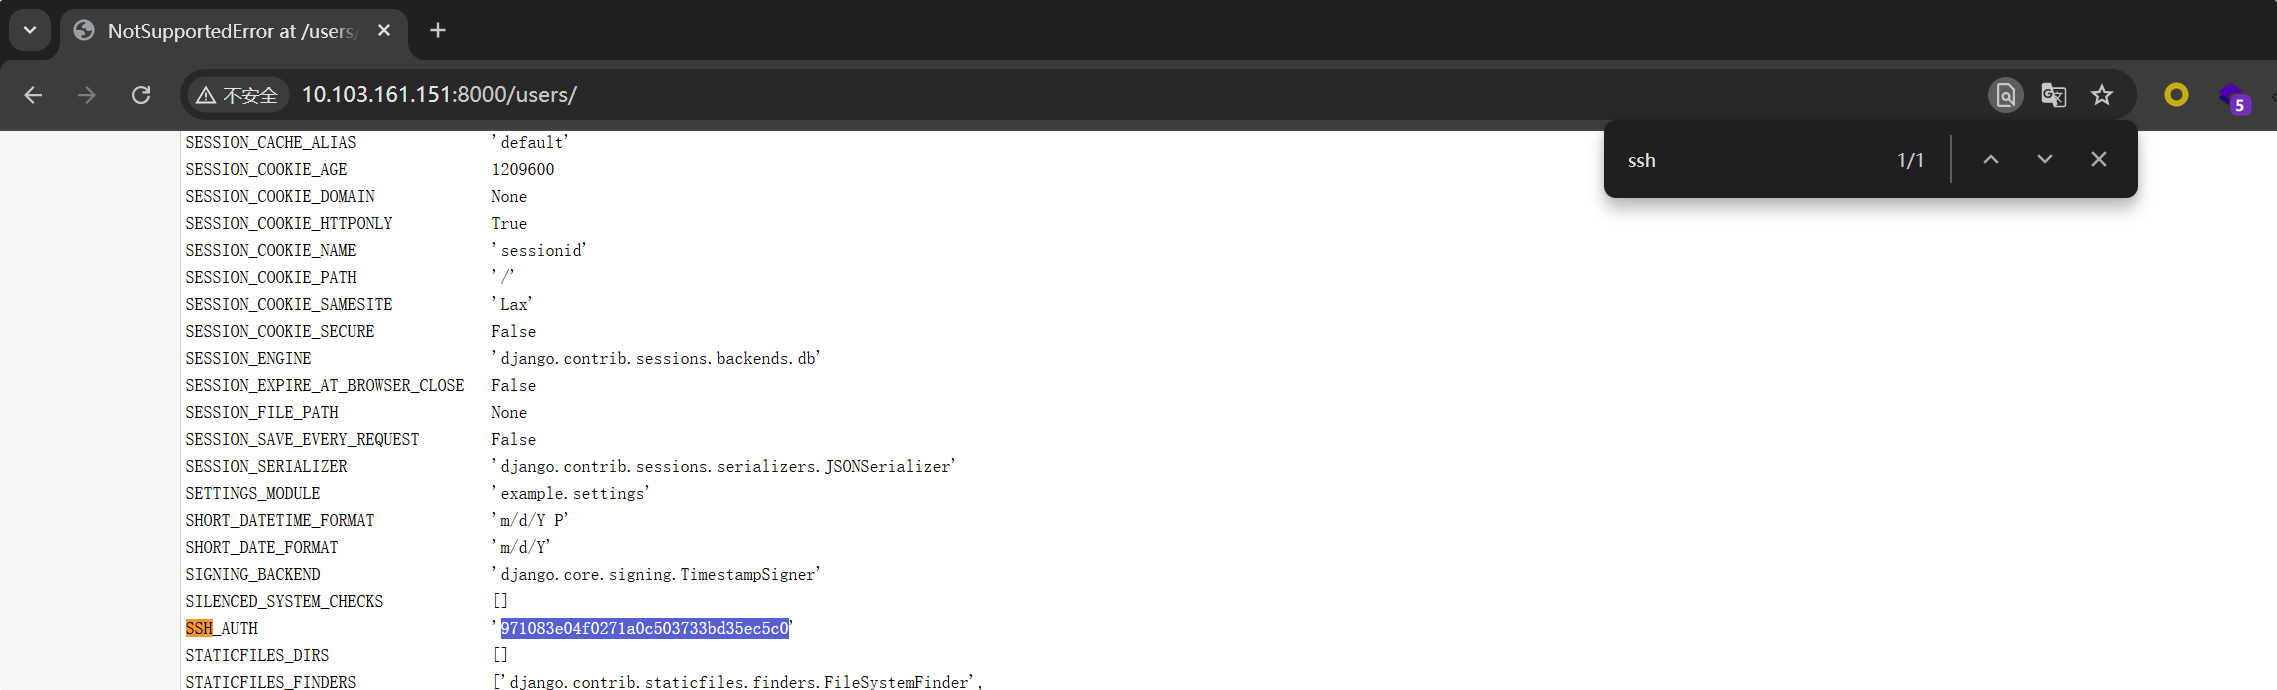 NotSupportedError at /users/
不安全 10.103.161.151:8000/users/
5
ssh 1/1
SESSION_CACHE_ALIAS 'default'
SESSION_COOKIE_AGE 1209600
SESSION_COOKIE_DOMAIN None
SESSION_COOKIE_HTTPONLY True
SESSION_COOKIE_NAME 'sessionid'
SESSION_COOKIE_PATH '/'
SESSION_COOKIE_SAMESITE 'Lax'
SESSION_COOKIE_SECURE False
SESSION_ENGINE 'django.contrib.sessions.backends.db'
SESSION_EXPIRE_AT_BROWSER_CLOSE False
SESSION_FILE_PATH None
SESSION_SAVE_EVERY_REQUEST False
SESSION_SERIALIZER 'django.contrib.sessions.serializers.JSONSerializer'
SETTINGS_MODULE 'example.settings'
SHORT_DATETIME_FORMAT 'm/d/Y P'
SHORT_DATE_FORMAT 'm/d/Y'
SIGNING_BACKEND 'django.core.signing.TimestampSigner'
SILENCED_SYSTEM_CHECKS []
SSH_AUTH '971083e04f0271a0c503733bd35ec5c0'
STATICFILES_DIRS []
STATICFILES_FINDERS ['django.contrib.staticfiles.finders.FileSystemFinder',